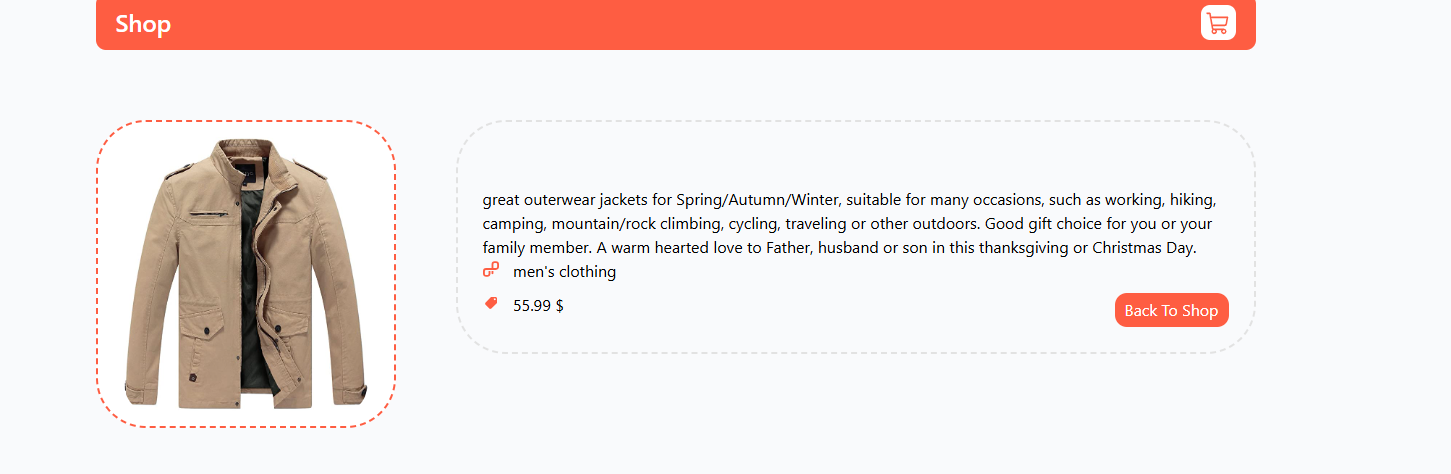 Shop
great outerwear jackets for Spring/Autumn/Winter, suitable for many occasions, such as working, hiking,
camping, mountain/rock climbing, cycling, traveling or other outdoors. Good gift choice for you or your
family member. A warm hearted love to Father, husband or son in this thanksgiving or Christmas Day.
men's clothing
55.99 $
Back To Shop